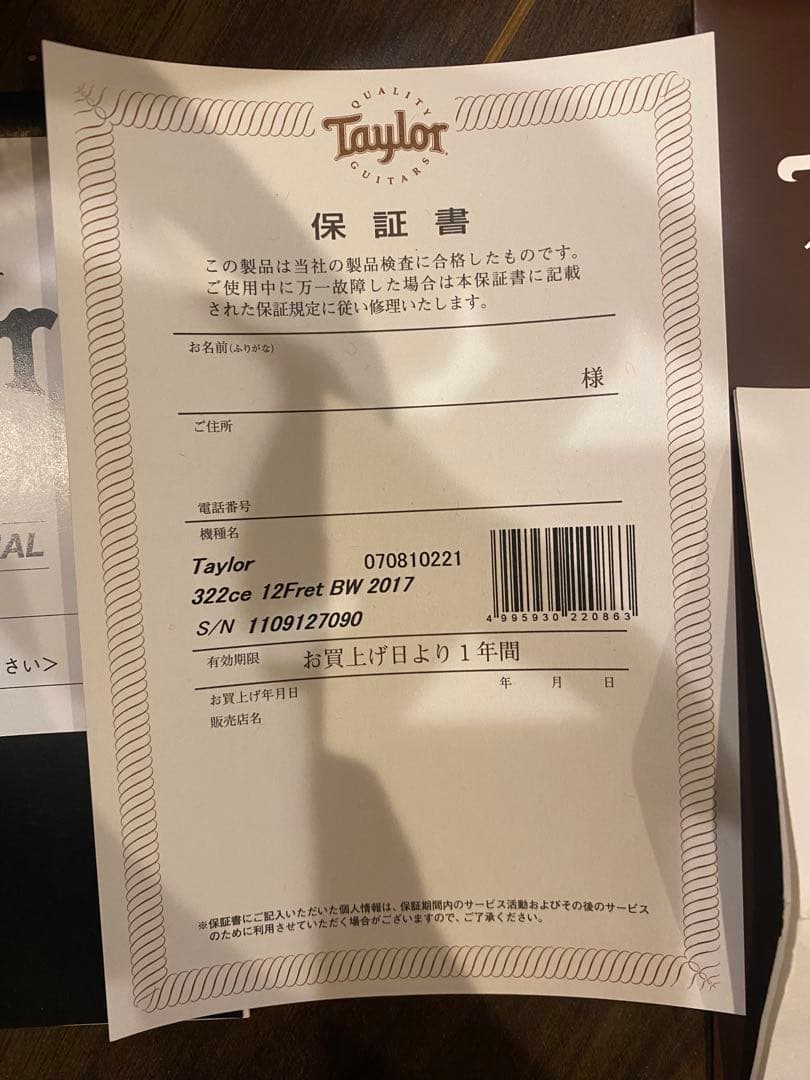 QUALITY
Taylor
GUITARS
保証書
この製品は当社の製品検査に合格したものです。
ご使用中に万一故障した場合は本保証書に記載
された保証規定に従い修理いたします。
お名前(ふりがな)
様
ご住所
電話番号
機種名
Taylor 070810221
322ce 12Fret BW 2017
S/N 1109127090
4 995930 220863
有効期限 お買上げ日より1年間
お買上げ年月日 年 月 日
販売店名
※保証書にご記入いただいた個人情報は、保証期間内のサービス活動およびその後のサービス
のために利用させていただく場合がございますので、ご了承ください。
さい>